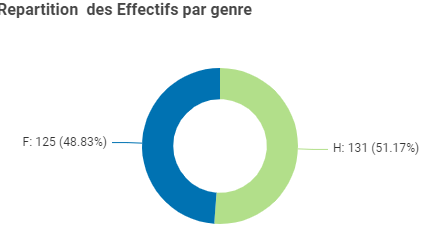 Repartition  des Effectifs par genre
F: 125 (48.83%)
H: 131 (51.17%)